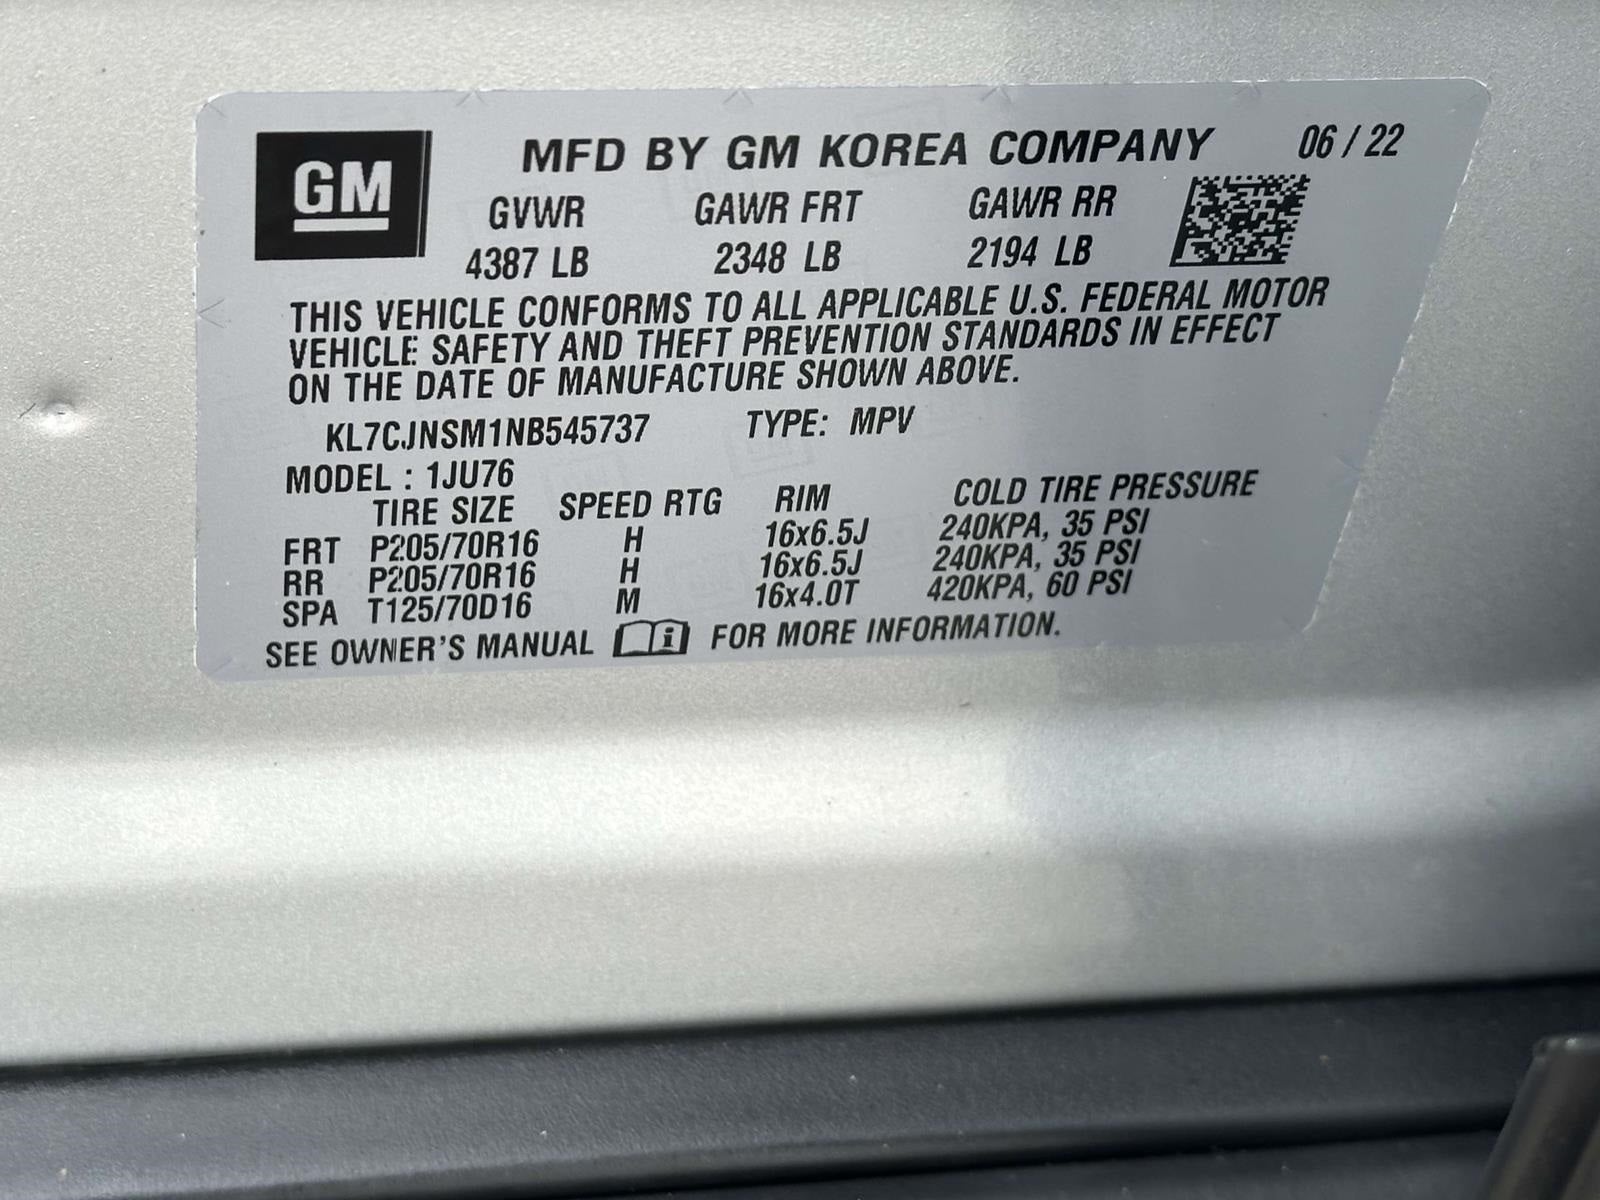 GM
MFD BY GM KOREA COMPANY 06 / 22
GVWR GAWR FRT GAWR RR
4387 LB 2348 LB 2194 LB
THIS VEHICLE CONFORMS TO ALL APPLICABLE U.S. FEDERAL MOTOR
VEHICLE SAFETY AND THEFT PREVENTION STANDARDS IN EFFECT
ON THE DATE OF MANUFACTURE SHOWN ABOVE.
KL7CJNSM1NB545737 TYPE: MPV
MODEL : 1JU76
TIRE SIZE SPEED RTG RIM COLD TIRE PRESSURE
FRT P205/70R16 H 16x6.5J 240KPA, 35 PSI
RR P205/70R16 H 16x6.5J 240KPA, 35 PSI
SPA T125/70D16 M 16x4.0T 420KPA, 60 PSI
SEE OWNER'S MANUAL i FOR MORE INFORMATION.